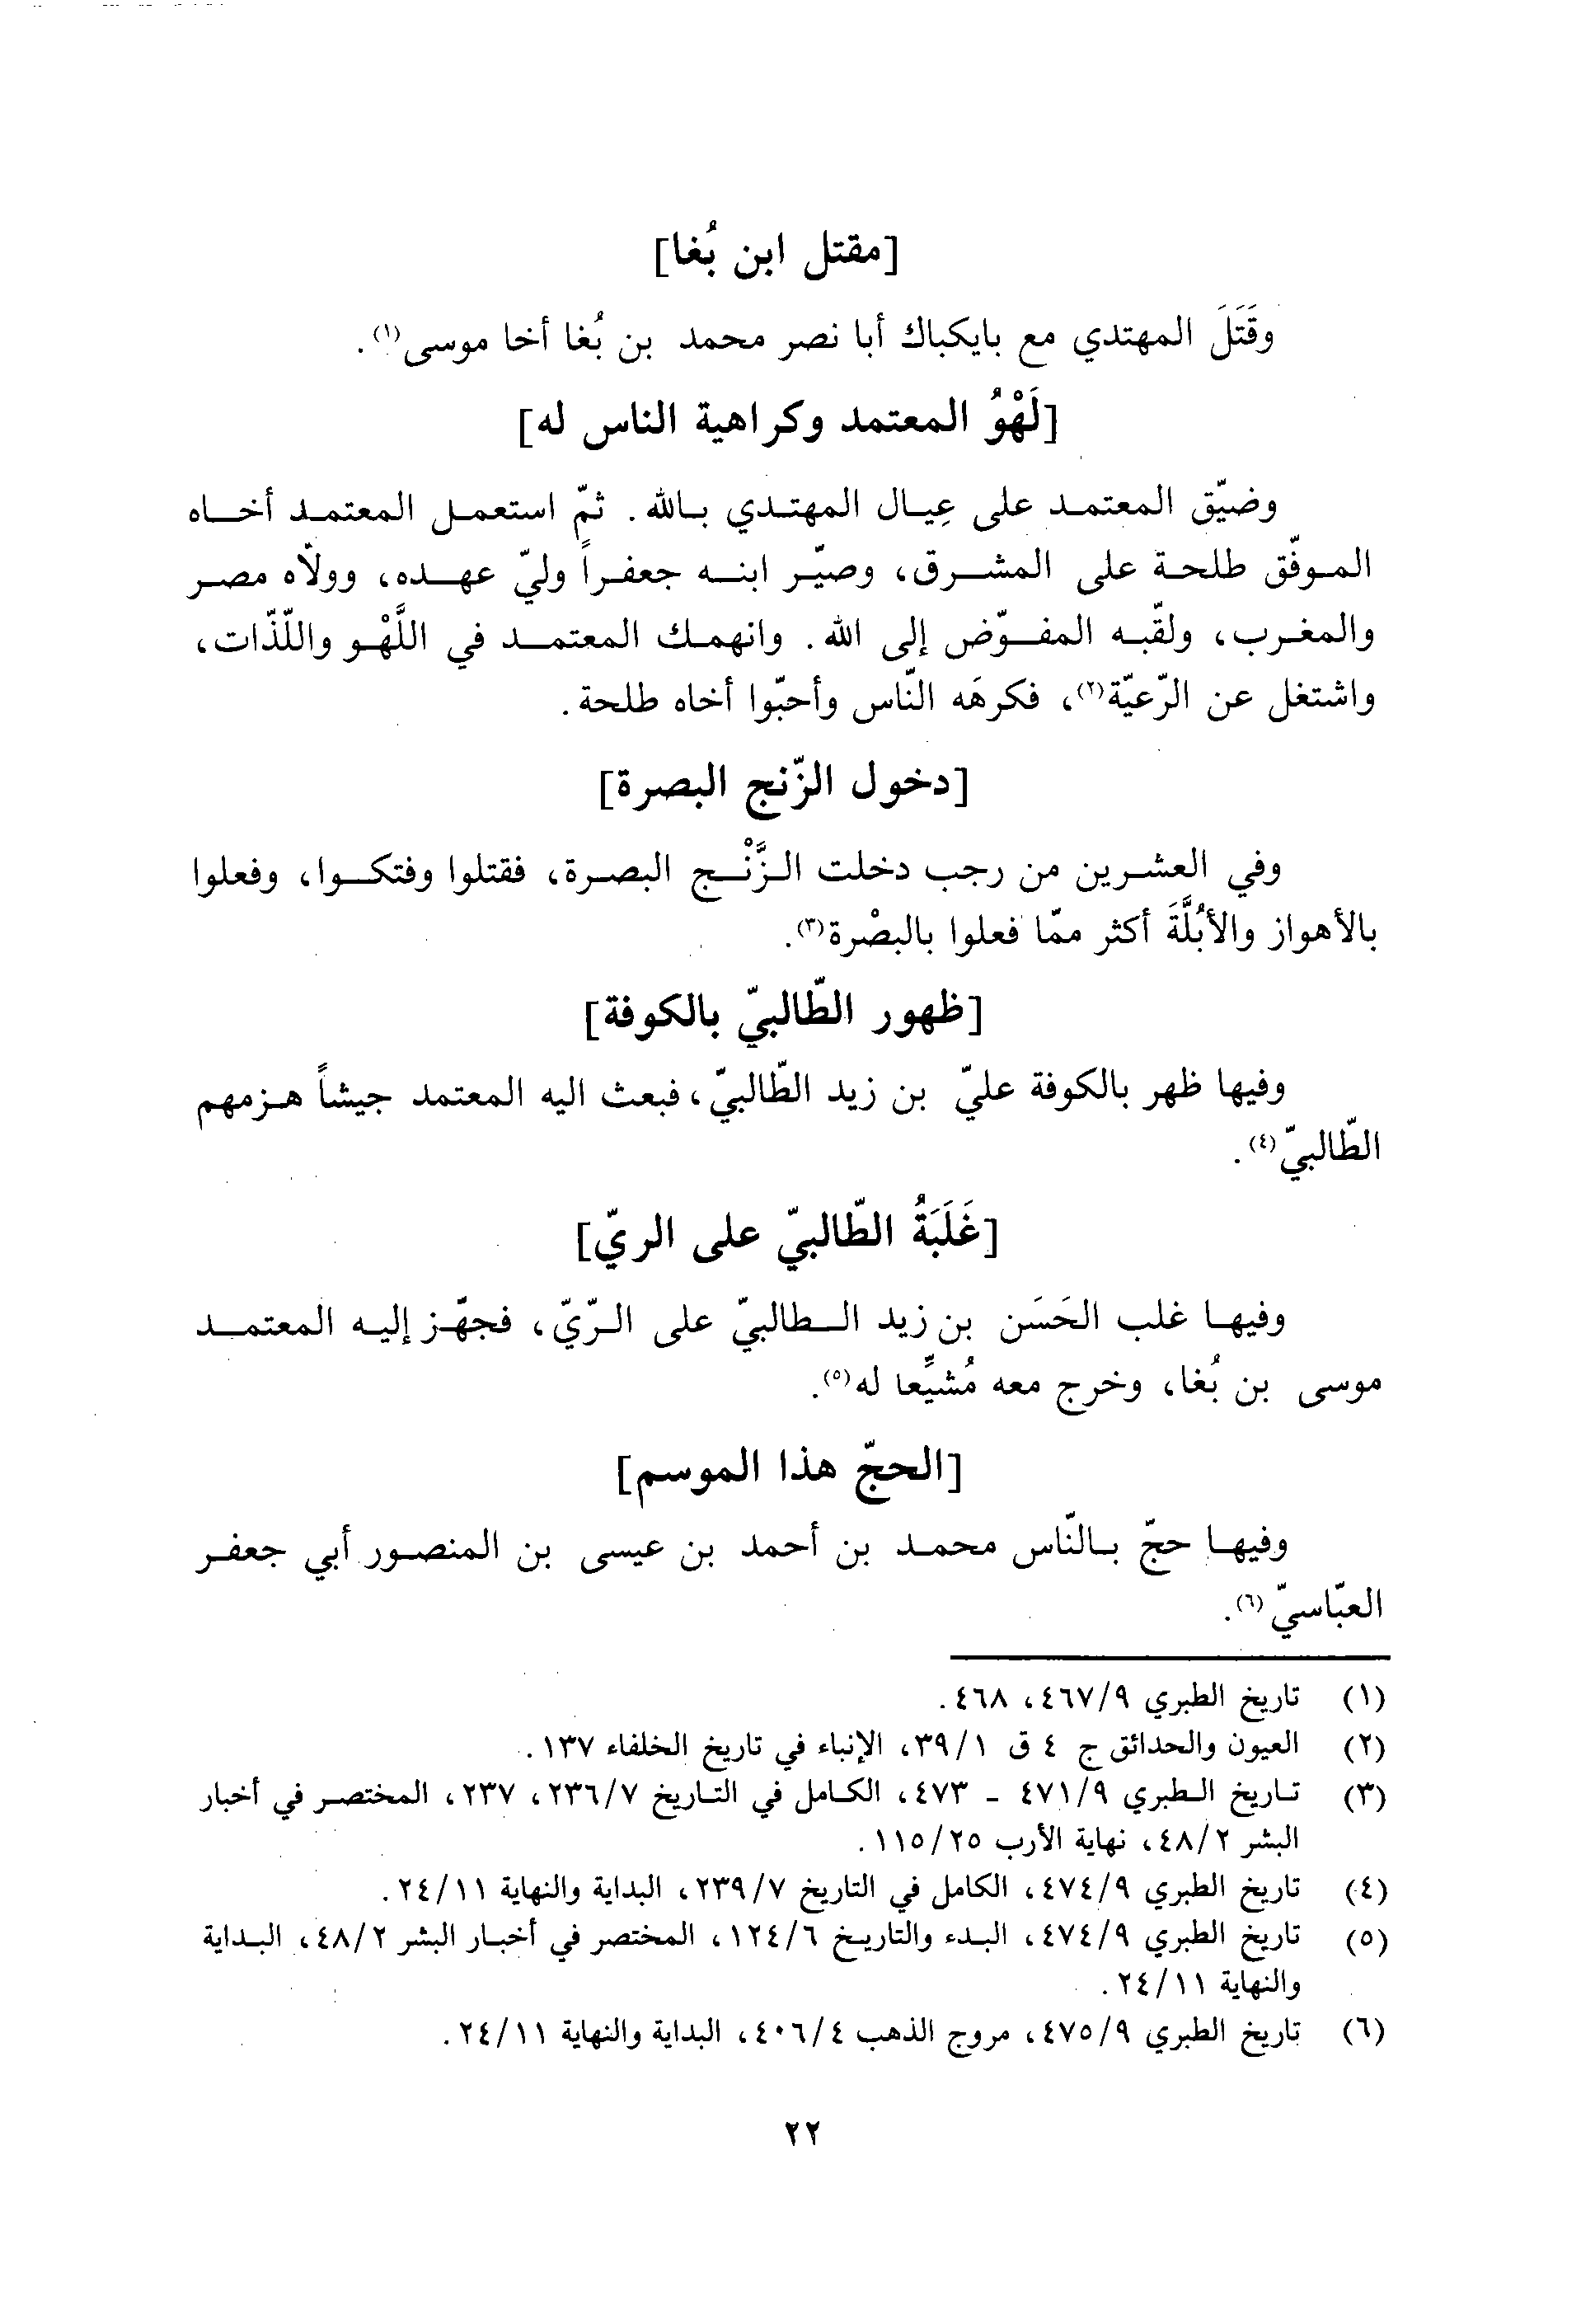 [مقتل ابن بُغا]
وقَتَلَ المهتدي مع بايكباك أبا نصر محمد بن بُغا أخا موسى(١).
[لَهْوُ المعتمد وكراهية الناس له]
وضيّق المعتمد على عِيال المهتدي بالله. ثمّ استعمل المعتمد أخاه
الموفّق طلحة على المشرق، وصيّر ابنه جعفراً وليّ عهده، وولّاه مصر
والمغرب، ولقّبه المفوّض إلى الله. وانهمك المعتمد في اللَّهْو واللّذّات،
واشتغل عن الرّعيّة(٢)، فكرهَه النّاس وأحبّوا أخاه طلحة.
[دخول الزّنج البصرة]
وفي العشرين من رجب دخلت الزَّنْج البصرة، فقتلوا وفتكوا، وفعلوا
بالأهواز والأُبُلَّةَ أكثر ممّا فعلوا بالبصْرة(٣).
[ظهور الطّالبيّ بالكوفة]
وفيها ظهر بالكوفة عليّ بن زيد الطّالبيّ، فبعث اليه المعتمد جيشاً هزمهم
الطّالبيّ(٤).
[غَلَبَةُ الطّالبيّ على الريّ]
وفيها غلب الحَسَن بن زيد الطالبيّ على الرّيّ، فجهّز إليه المعتمد
موسى بن بُغا، وخرج معه مُشيِّعا له(٥).
[الحجّ هذا الموسم]
وفيها حجّ بالنّاس محمد بن أحمد بن عيسى بن المنصور أبي جعفر
العبّاسيّ(٦).
(١) تاريخ الطبري ٤٦٧/٩، ٤٦٨.
(٢) العيون والحدائق ج ٤ ق ٣٩/١، الإنباء في تاريخ الخلفاء ١٣٧.
(٣) تاريخ الطبري ٤٧١/٩ - ٤٧٣، الكامل في التاريخ ٢٣٦/٧، ٢٣٧، المختصر في أخبار
البشر ٤٨/٢، نهاية الأرب ١١٥/٢٥.
(٤) تاريخ الطبري ٤٧٤/٩، الكامل في التاريخ ٢٣٩/٧، البداية والنهاية ٢٤/١١.
(٥) تاريخ الطبري ٤٧٤/٩، البدء والتاريخ ١٢٤/٦، المختصر في أخبار البشر ٤٨/٢، البداية
والنهاية ٢٤/١١.
(٦) تاريخ الطبري ٤٧٥/٩، مروج الذهب ٤٠٦/٤، البداية والنهاية ٢٤/١١.
٢٢